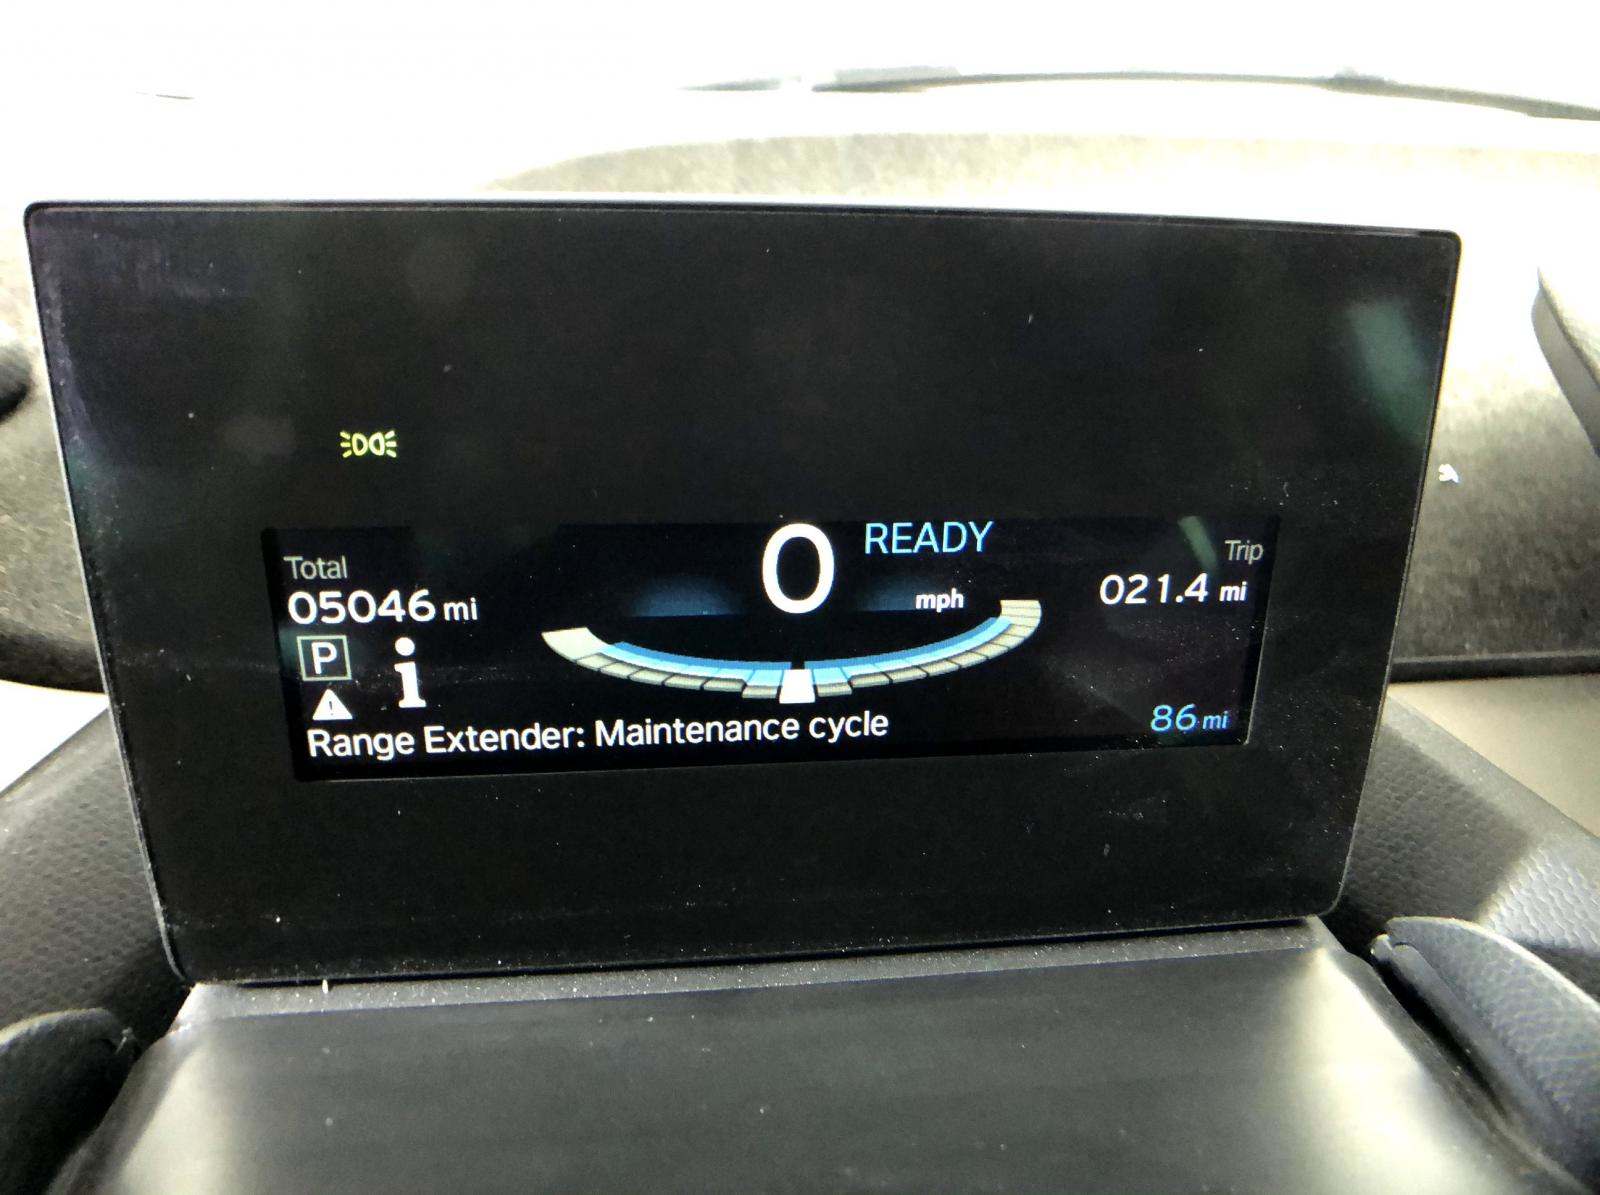 READY
0
mph
Total
05046 mi
Trip
021.4 mi
P
i
Range Extender: Maintenance cycle
86 mi